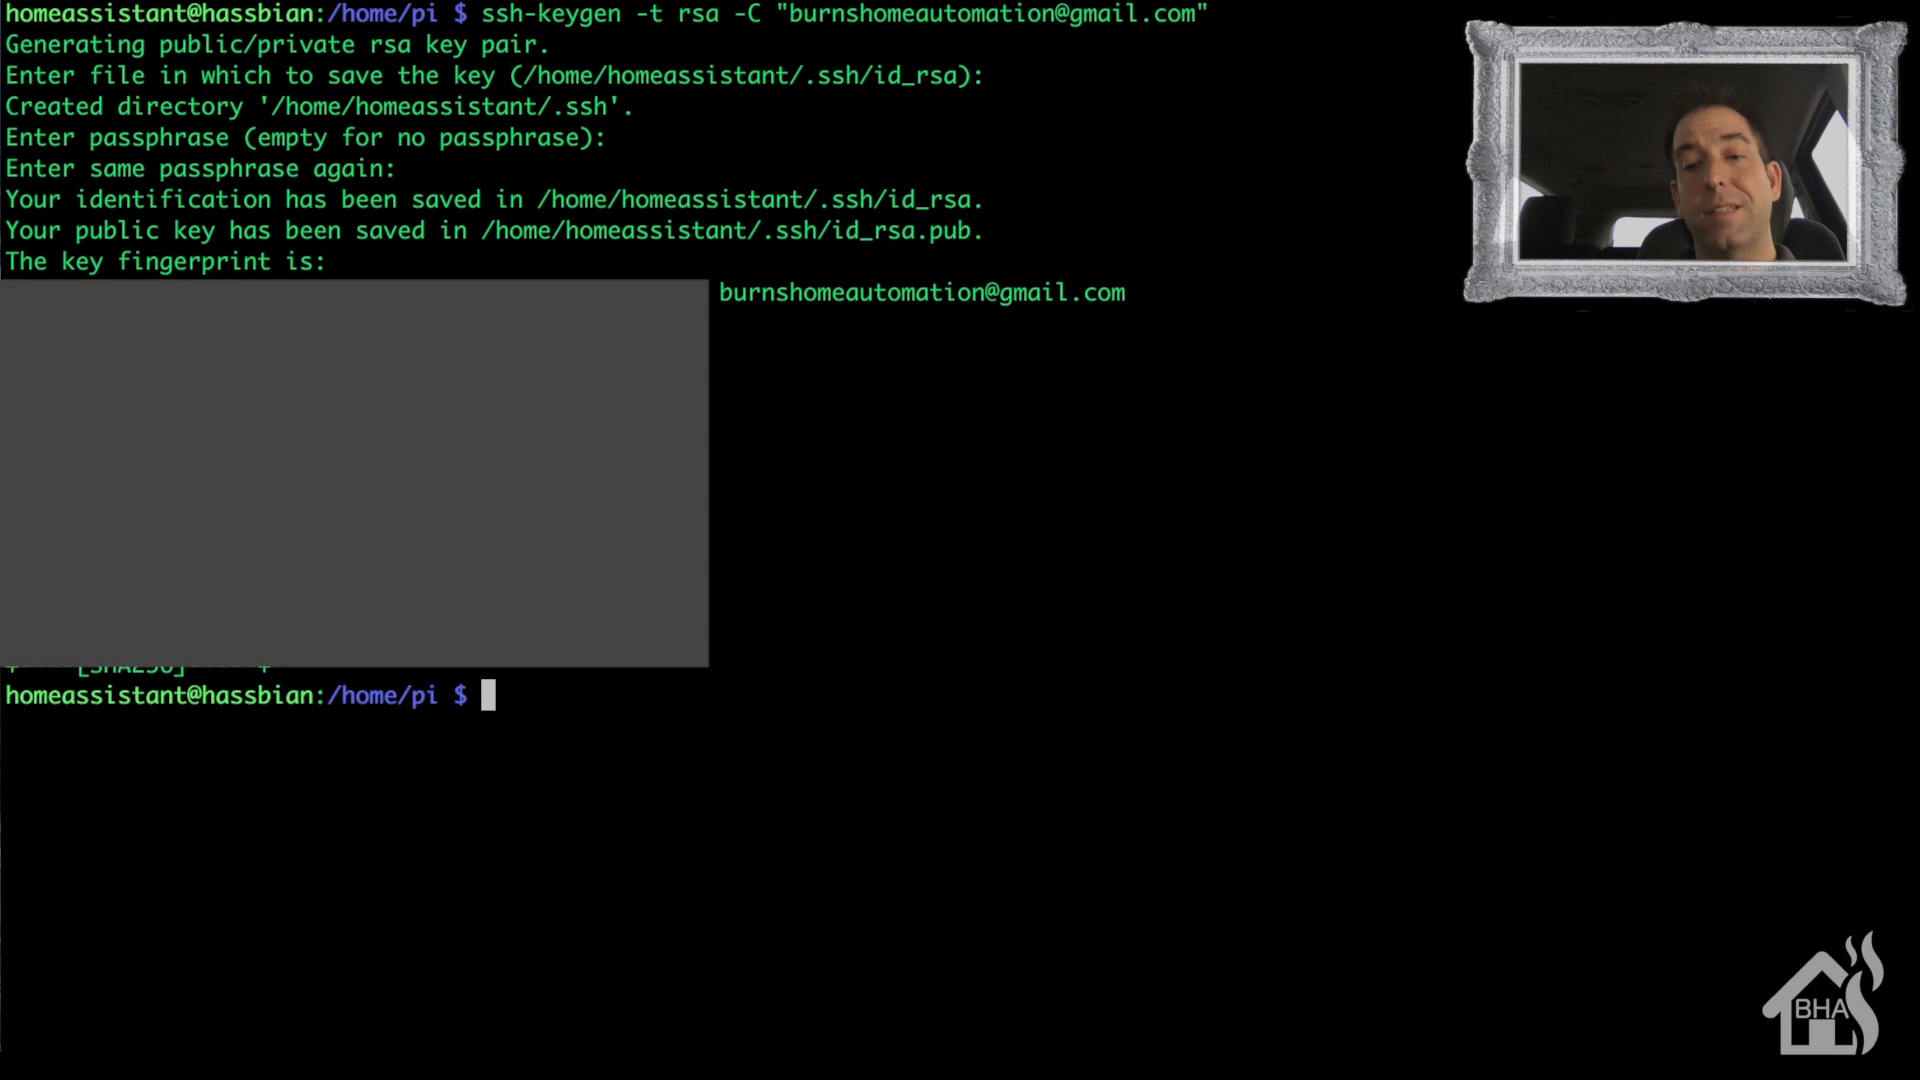 homeassistant@hassbian:/home/pi $ ssh-keygen -t rsa -C "burnshomeautomation@gmail.com"
Generating public/private rsa key pair.
Enter file in which to save the key (/home/homeassistant/.ssh/id_rsa):
Created directory '/home/homeassistant/.ssh'.
Enter passphrase (empty for no passphrase):
Enter same passphrase again:
Your identification has been saved in /home/homeassistant/.ssh/id_rsa.
Your public key has been saved in /home/homeassistant/.ssh/id_rsa.pub.
The key fingerprint is:
burnshomeautomation@gmail.com
+----[SHA256]-----+
homeassistant@hassbian:/home/pi $
BHA